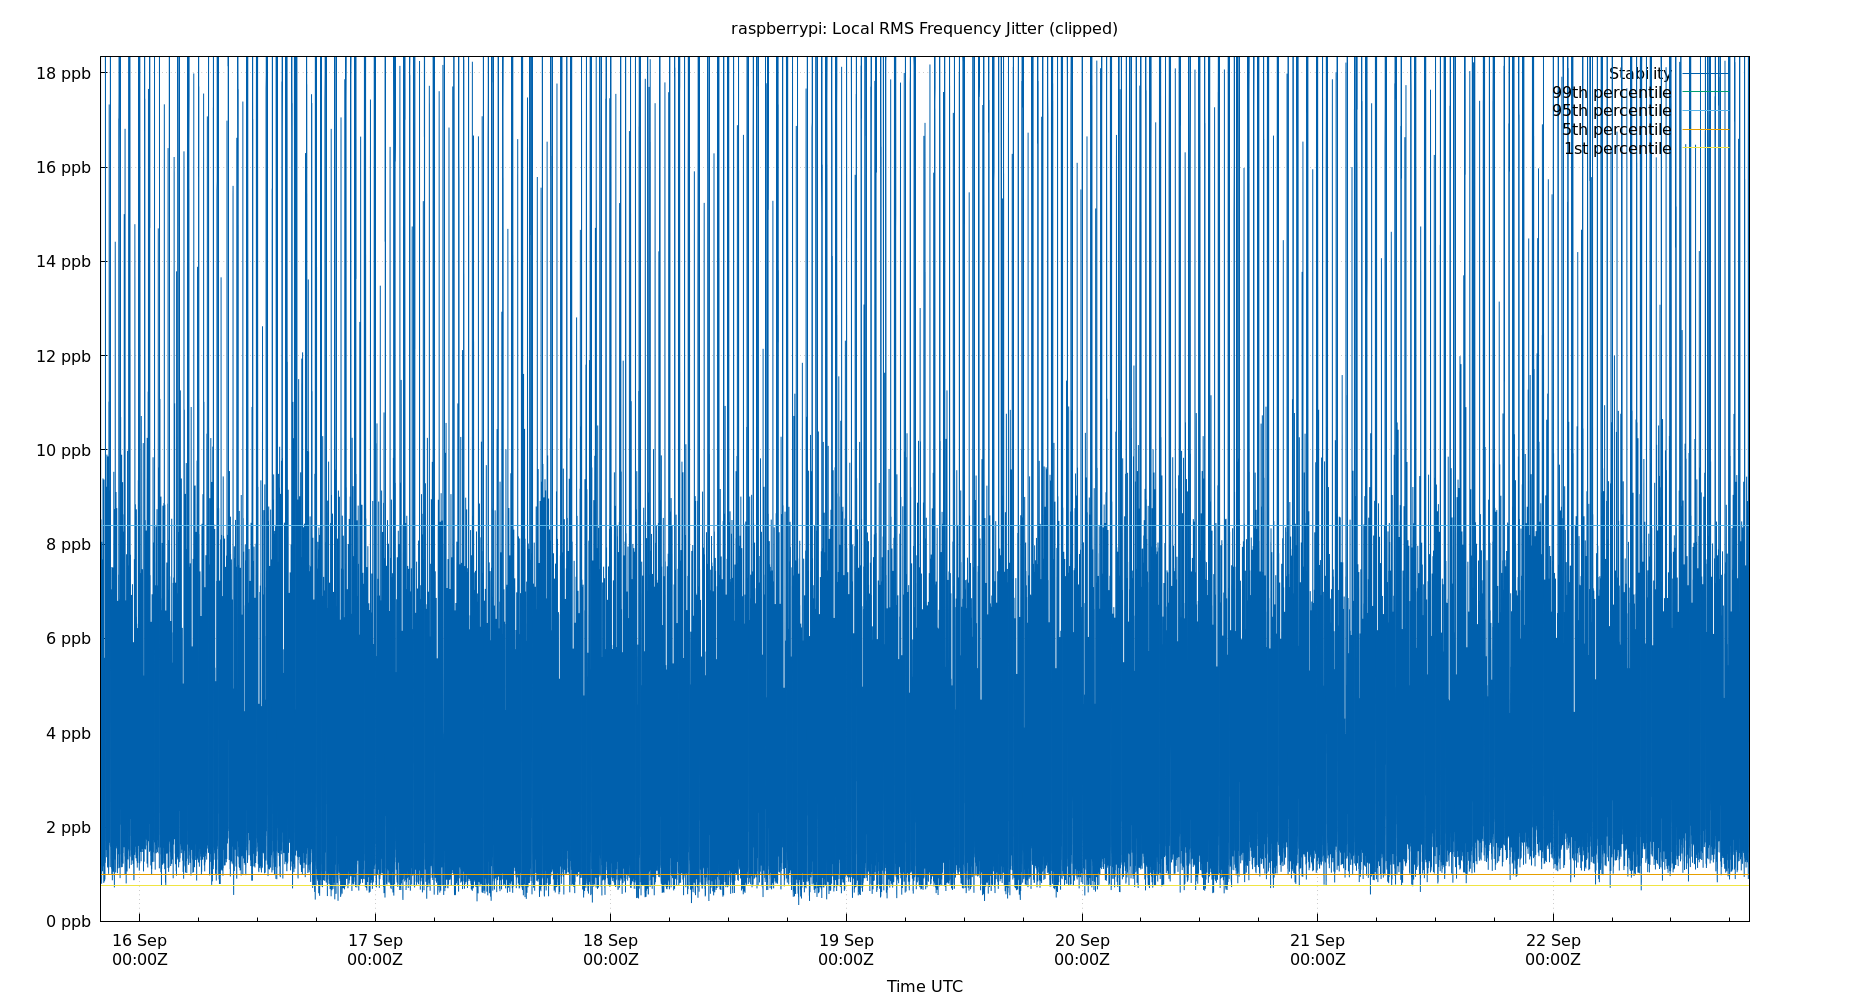 raspberrypi: Local RMS Frequency Jitter (clipped)
18 ppb
16 ppb
14 ppb
12 ppb
10 ppb
8 ppb
6 ppb
4 ppb
2 ppb
0 ppb
Stability
99th percentile
95th percentile
5th percentile
1st percentile
16 Sep
00:00Z
17 Sep
00:00Z
18 Sep
00:00Z
19 Sep
00:00Z
20 Sep
00:00Z
21 Sep
00:00Z
22 Sep
00:00Z
Time UTC